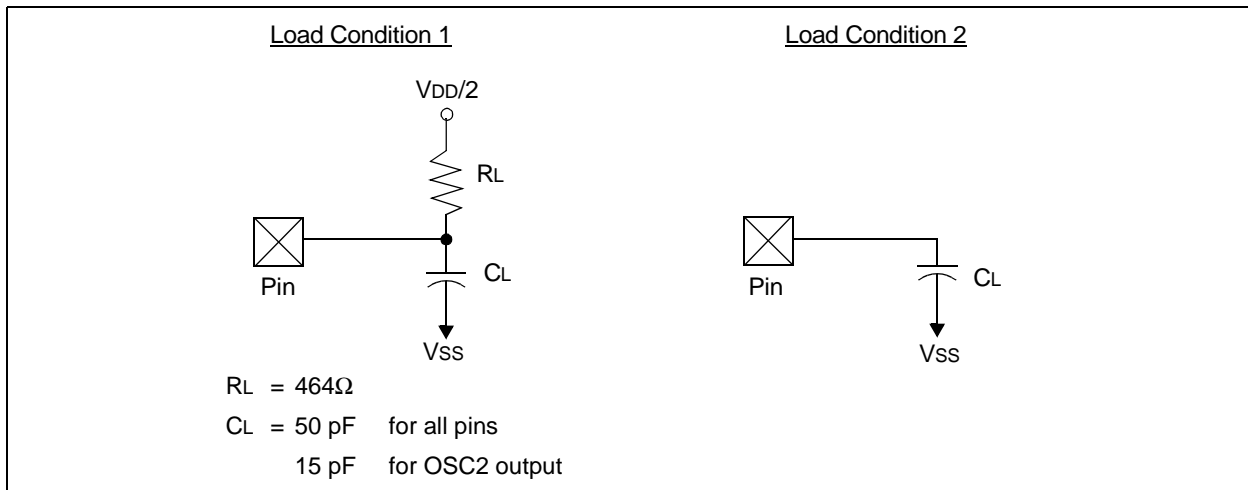 Load Condition 1
Load Condition 2
VDD/2
RL
CL
Pin
VSS
CL
Pin
VSS
RL = 464Ω
CL = 50 pF for all pins
15 pF for OSC2 output